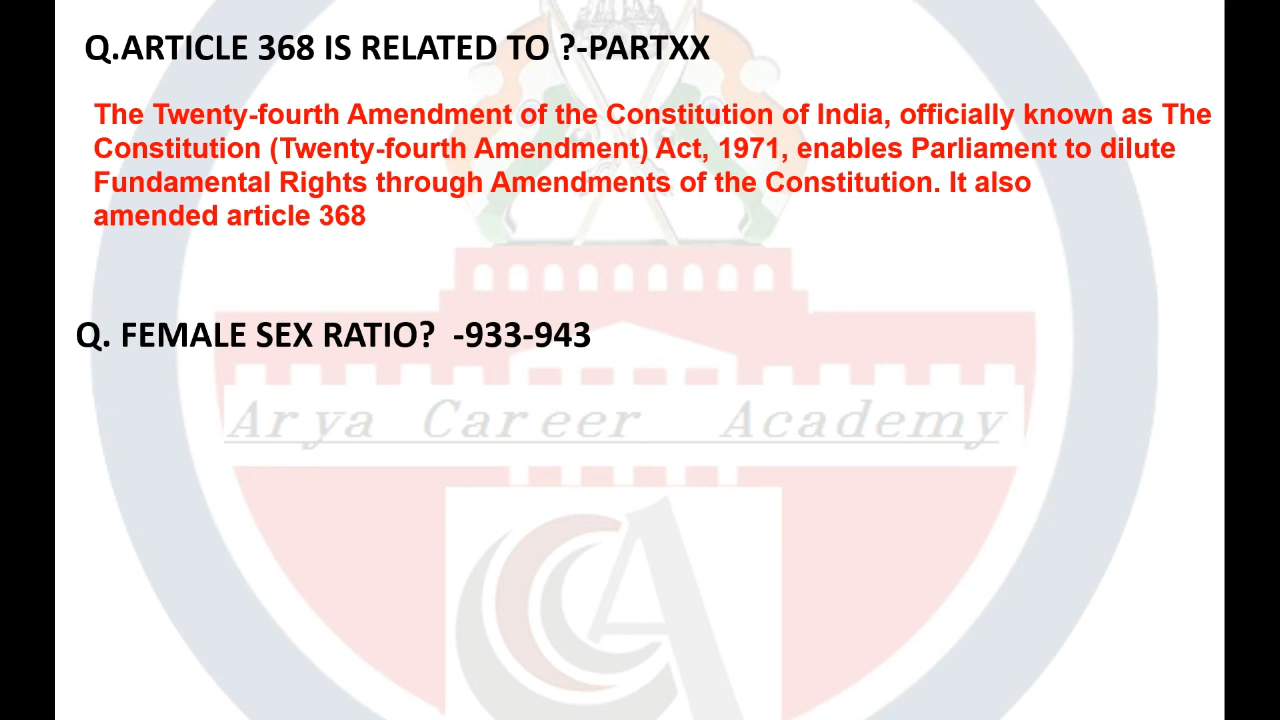 Q.ARTICLE 368 IS RELATED TO ?-PARTXX
The Twenty-fourth Amendment of the Constitution of India, officially known as The
Constitution (Twenty-fourth Amendment) Act, 1971, enables Parliament to dilute
Fundamental Rights through Amendments of the Constitution. It also
amended article 368
Q. FEMALE SEX RATIO? -933-943
Arya Career Academy
CCA